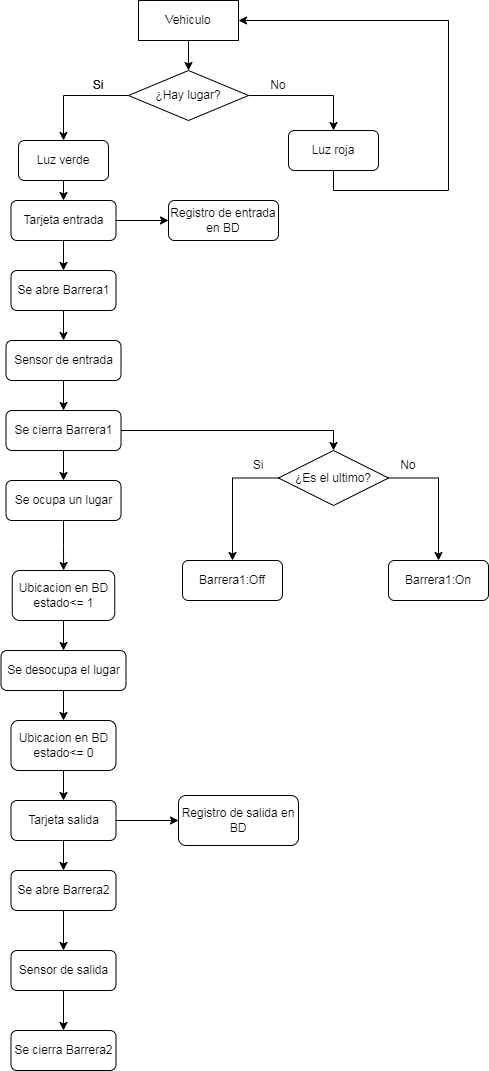 Vehiculo
¿Hay lugar?
Si
No
Luz verde
Luz roja
Tarjeta entrada
Registro de entrada
en BD
Se abre Barrera1
Sensor de entrada
Se cierra Barrera1
Se ocupa un lugar
¿Es el ultimo?
Si
No
Barrera1:Off
Barrera1:On
Ubicacion en BD
estado<= 1
Se desocupa el lugar
Ubicacion en BD
estado<= 0
Tarjeta salida
Registro de salida en
BD
Se abre Barrera2
Sensor de salida
Se cierra Barrera2